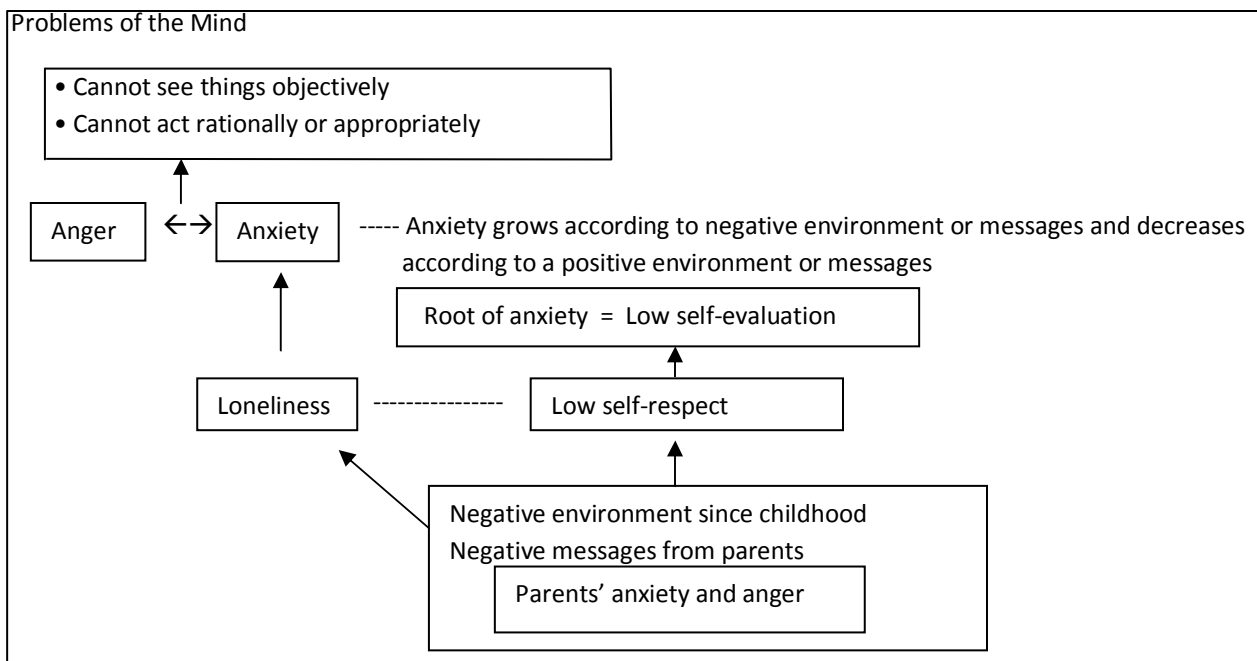 Problems of the Mind
• Cannot see things objectively
• Cannot act rationally or appropriately
Anger ←→ Anxiety ----- Anxiety grows according to negative environment or messages and decreases
according to a positive environment or messages
Root of anxiety = Low self-evaluation
Loneliness ---------------- Low self-respect
Negative environment since childhood
Negative messages from parents
Parents’ anxiety and anger